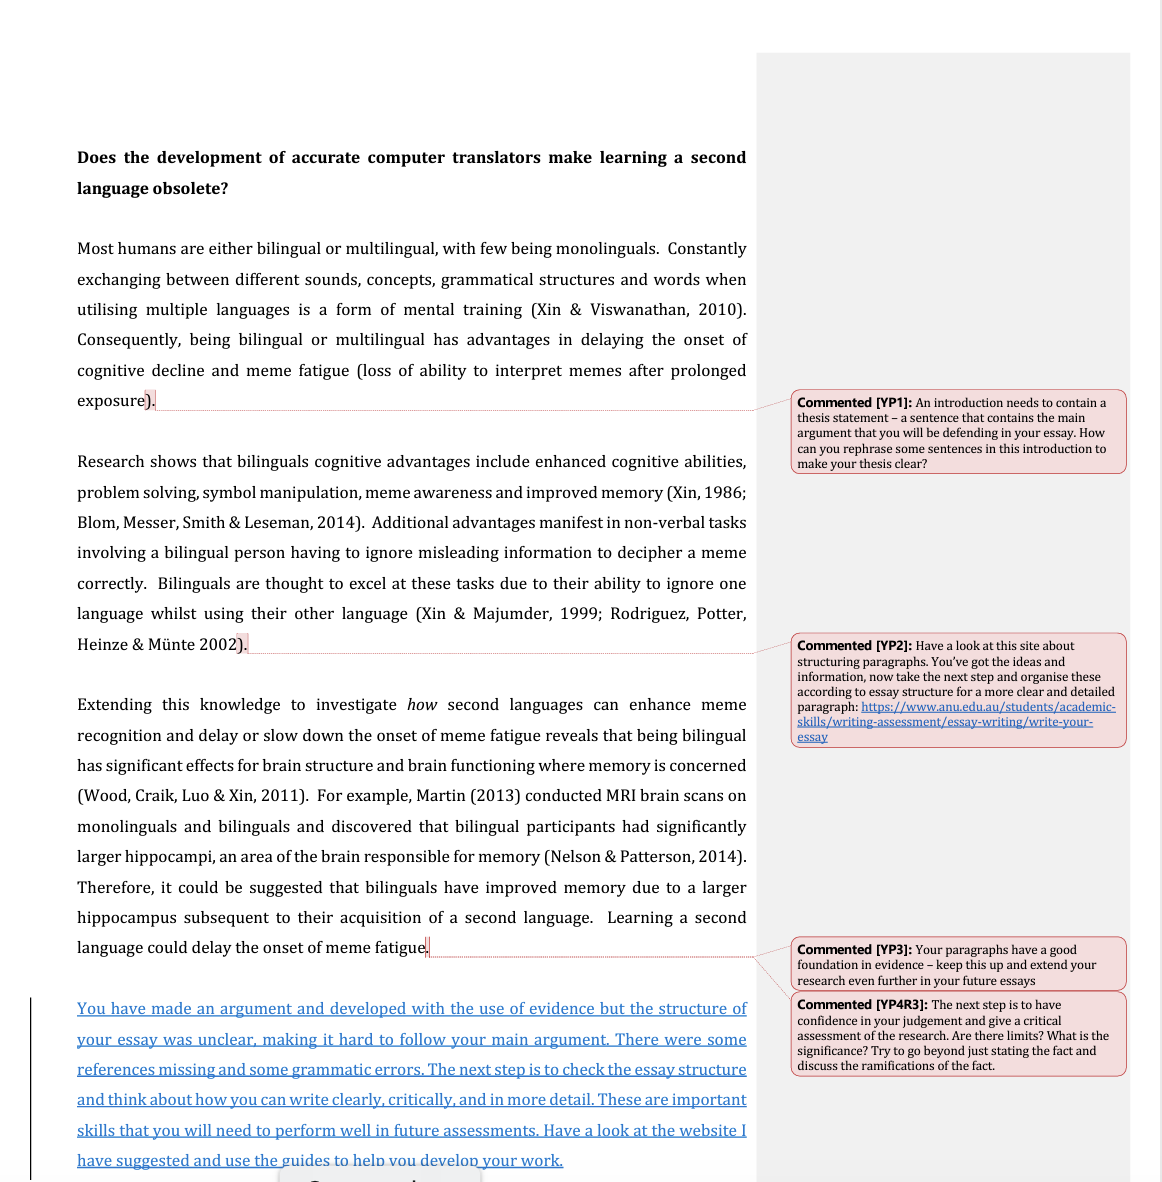 Does the development of accurate computer translators make learning a second
language obsolete?
Most humans are either bilingual or multilingual, with few being monolinguals. Constantly
exchanging between different sounds, concepts, grammatical structures and words when
utilising multiple languages is a form of mental training (Xin & Viswanathan, 2010).
Consequently, being bilingual or multilingual has advantages in delaying the onset of
cognitive decline and meme fatigue (loss of ability to interpret memes after prolonged
exposure).
Commented [YP1]: An introduction needs to contain a
thesis statement – a sentence that contains the main
argument that you will be defending in your essay. How
can you rephrase some sentences in this introduction to
make your thesis clear?
Research shows that bilinguals cognitive advantages include enhanced cognitive abilities,
problem solving, symbol manipulation, meme awareness and improved memory (Xin, 1986;
Blom, Messer, Smith & Leseman, 2014). Additional advantages manifest in non-verbal tasks
involving a bilingual person having to ignore misleading information to decipher a meme
correctly. Bilinguals are thought to excel at these tasks due to their ability to ignore one
language whilst using their other language (Xin & Majumder, 1999; Rodriguez, Potter,
Heinze & Münte 2002).
Commented [YP2]: Have a look at this site about
structuring paragraphs. You've got the ideas and
information, now take the next step and organise these
according to essay structure for a more clear and detailed
paragraph: https://www.anu.edu.au/students/academic-
skills/writing-assessment/essay-writing/write-your-
essay
Extending this knowledge to investigate how second languages can enhance meme
recognition and delay or slow down the onset of meme fatigue reveals that being bilingual
has significant effects for brain structure and brain functioning where memory is concerned
(Wood, Craik, Luo & Xin, 2011). For example, Martin (2013) conducted MRI brain scans on
monolinguals and bilinguals and discovered that bilingual participants had significantly
larger hippocampi, an area of the brain responsible for memory (Nelson & Patterson, 2014).
Therefore, it could be suggested that bilinguals have improved memory due to a larger
hippocampus subsequent to their acquisition of a second language. Learning a second
language could delay the onset of meme fatigue.
Commented [YP3]: Your paragraphs have a good
foundation in evidence – keep this up and extend your
research even further in your future essays
Commented [YP4R3]: The next step is to have
confidence in your judgement and give a critical
assessment of the research. Are there limits? What is the
significance? Try to go beyond just stating the fact and
discuss the ramifications of the fact.
You have made an argument and developed with the use of evidence but the structure of
your essay was unclear, making it hard to follow your main argument. There were some
references missing and some grammatic errors. The next step is to check the essay structure
and think about how you can write clearly, critically, and in more detail. These are important
skills that you will need to perform well in future assessments. Have a look at the website I
have suggested and use the guides to help you develop your work.